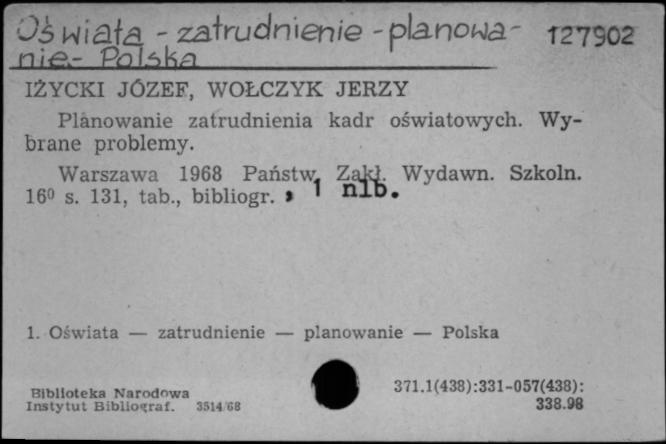 Oświata - zatrudnienie - planowa- 127902
nie - Polska
IŻYCKI JÓZEF, WOŁCZYK JERZY
Planowanie zatrudnienia kadr oświatowych. Wy-
brane problemy.
Warszawa 1968 Państw. Zakł. Wydawn. Szkoln.
16⁰ s. 131, tab., bibliogr. , 1 nlb.
1. Oświata — zatrudnienie — planowanie — Polska
Biblioteka Narodowa 371.1(438):331-057(438):
Instytut Bibliograf. 3514/68 338.98